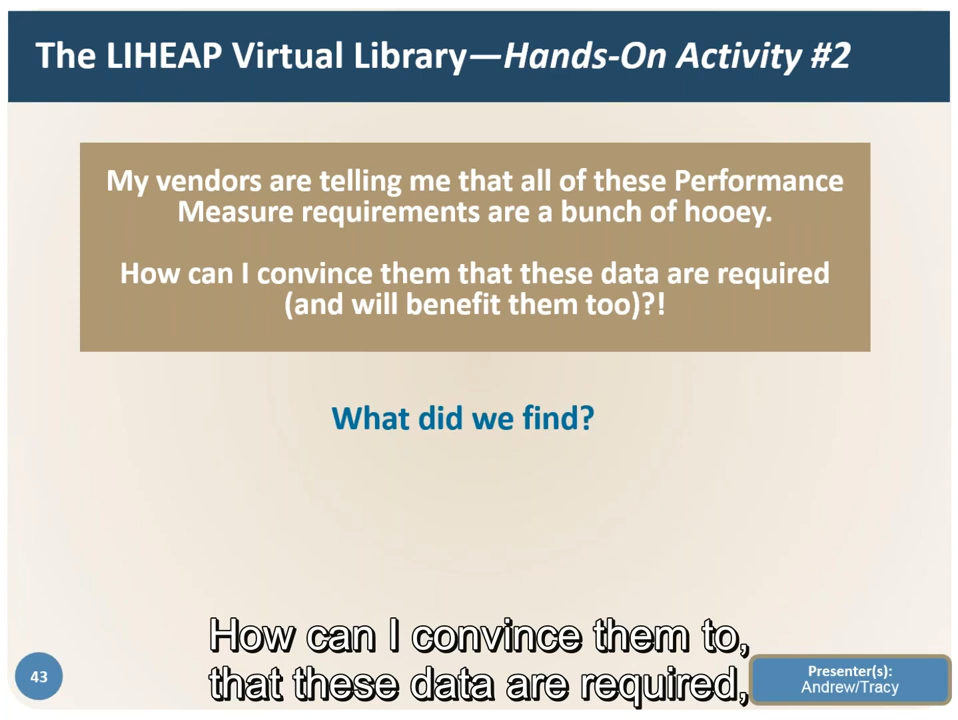 The LIHEAP Virtual Library—Hands-On Activity #2
My vendors are telling me that all of these Performance
Measure requirements are a bunch of hooey.
How can I convince them that these data are required
(and will benefit them too)?!
What did we find?
How can I convince them to,
that these data are required,
43
Presenter(s):
Andrew/Tracy